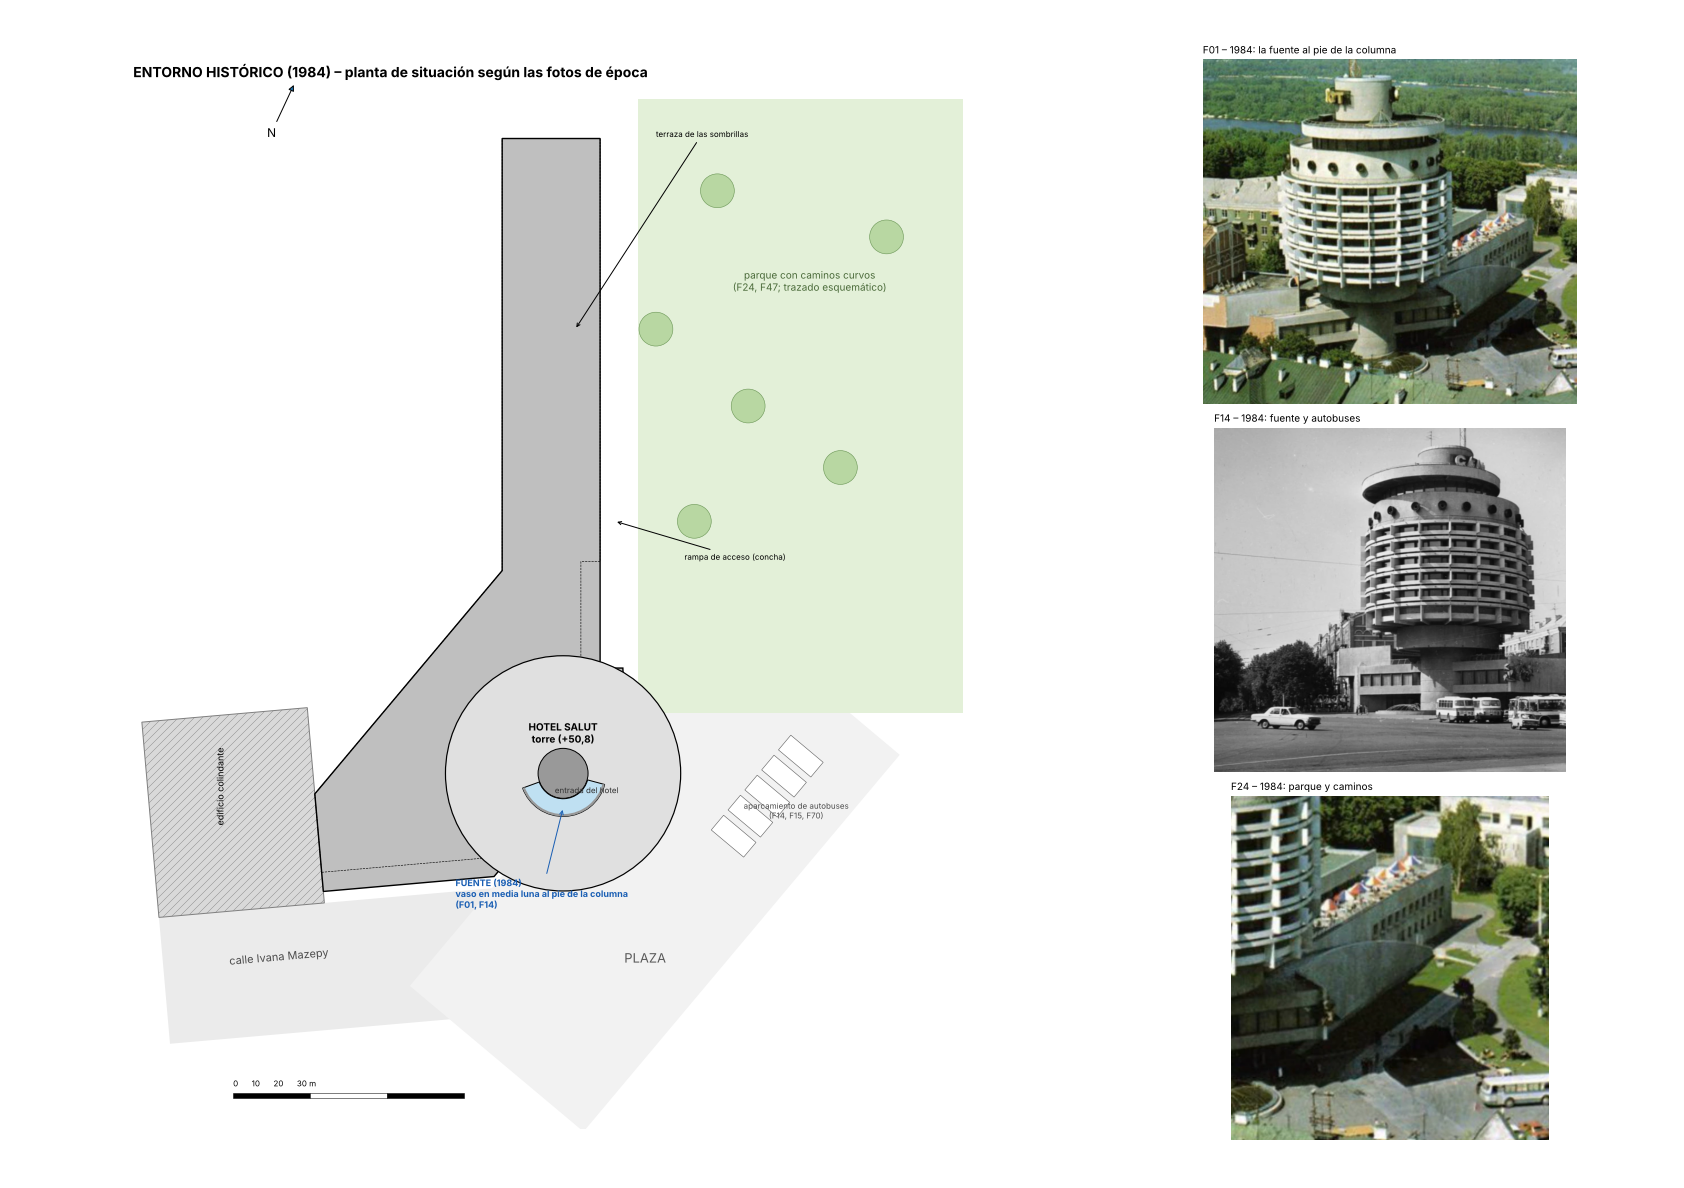 ENTORNO HISTÓRICO (1984) – planta de situación según las fotos de época
N
terraza de las sombrillas
parque con caminos curvos
(F24, F47; trazado esquemático)
rampa de acceso (concha)
HOTEL SALUT
torre (+50,8)
entrada del hotel
edificio colindante
aparcamiento de autobuses
(F14, F15, F70)
FUENTE (1984)
vaso en media luna al pie de la columna
(F01, F14)
calle Ivana Mazepy
PLAZA
0 10 20 30 m
F01 – 1984: la fuente al pie de la columna
F14 – 1984: fuente y autobuses
F24 – 1984: parque y caminos